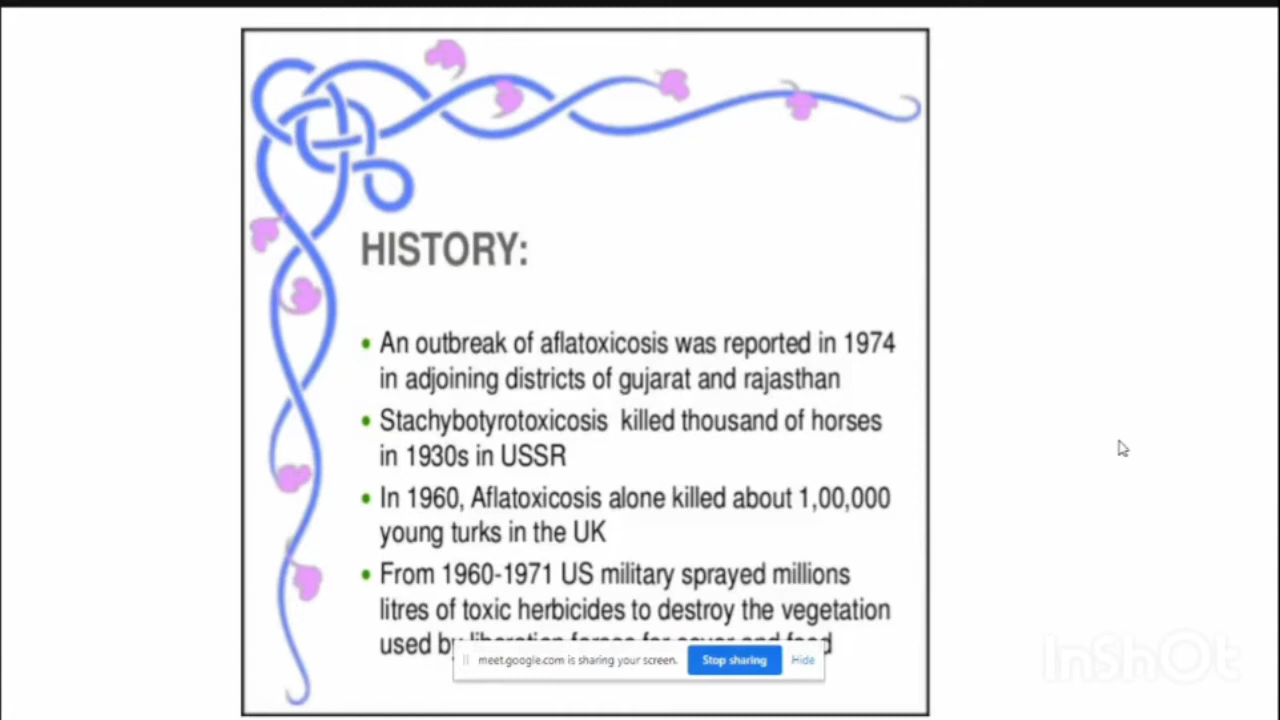 HISTORY:
An outbreak of aflatoxicosis was reported in 1974
in adjoining districts of gujarat and rajasthan
Stachybotyrotoxicosis killed thousand of horses
in 1930s in USSR
In 1960, Aflatoxicosis alone killed about 1,00,000
young turks in the UK
From 1960-1971 US military sprayed millions
litres of toxic herbicides to destroy the vegetation
used by liberation forces for cover and food
meet.google.com is sharing your screen. Stop sharing Hide
InShOt